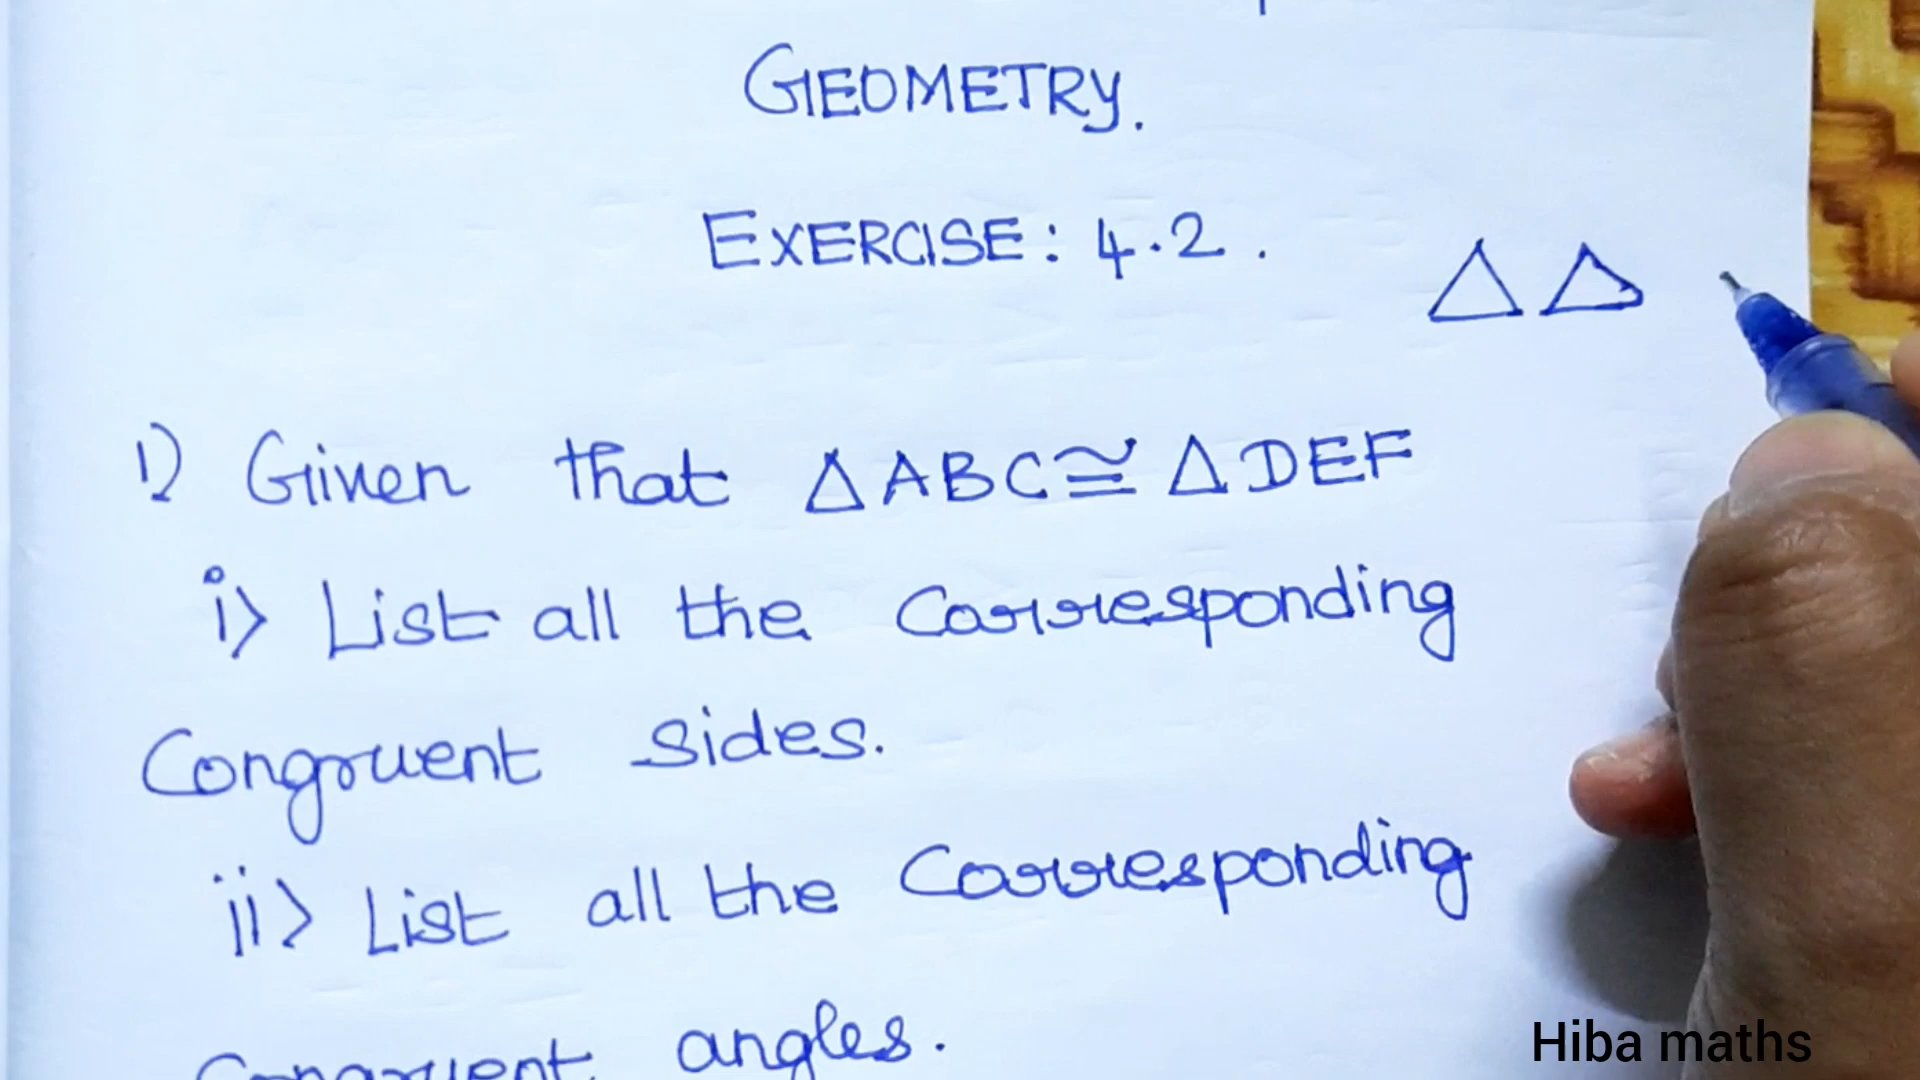 GEOMETRY.
EXERCISE: 4.2.
1) Given that ΔABC≅ΔDEF
i) List all the Corresponding
Congruent sides.
ii) List all the Corresponding
Congruent angles.
Hiba maths